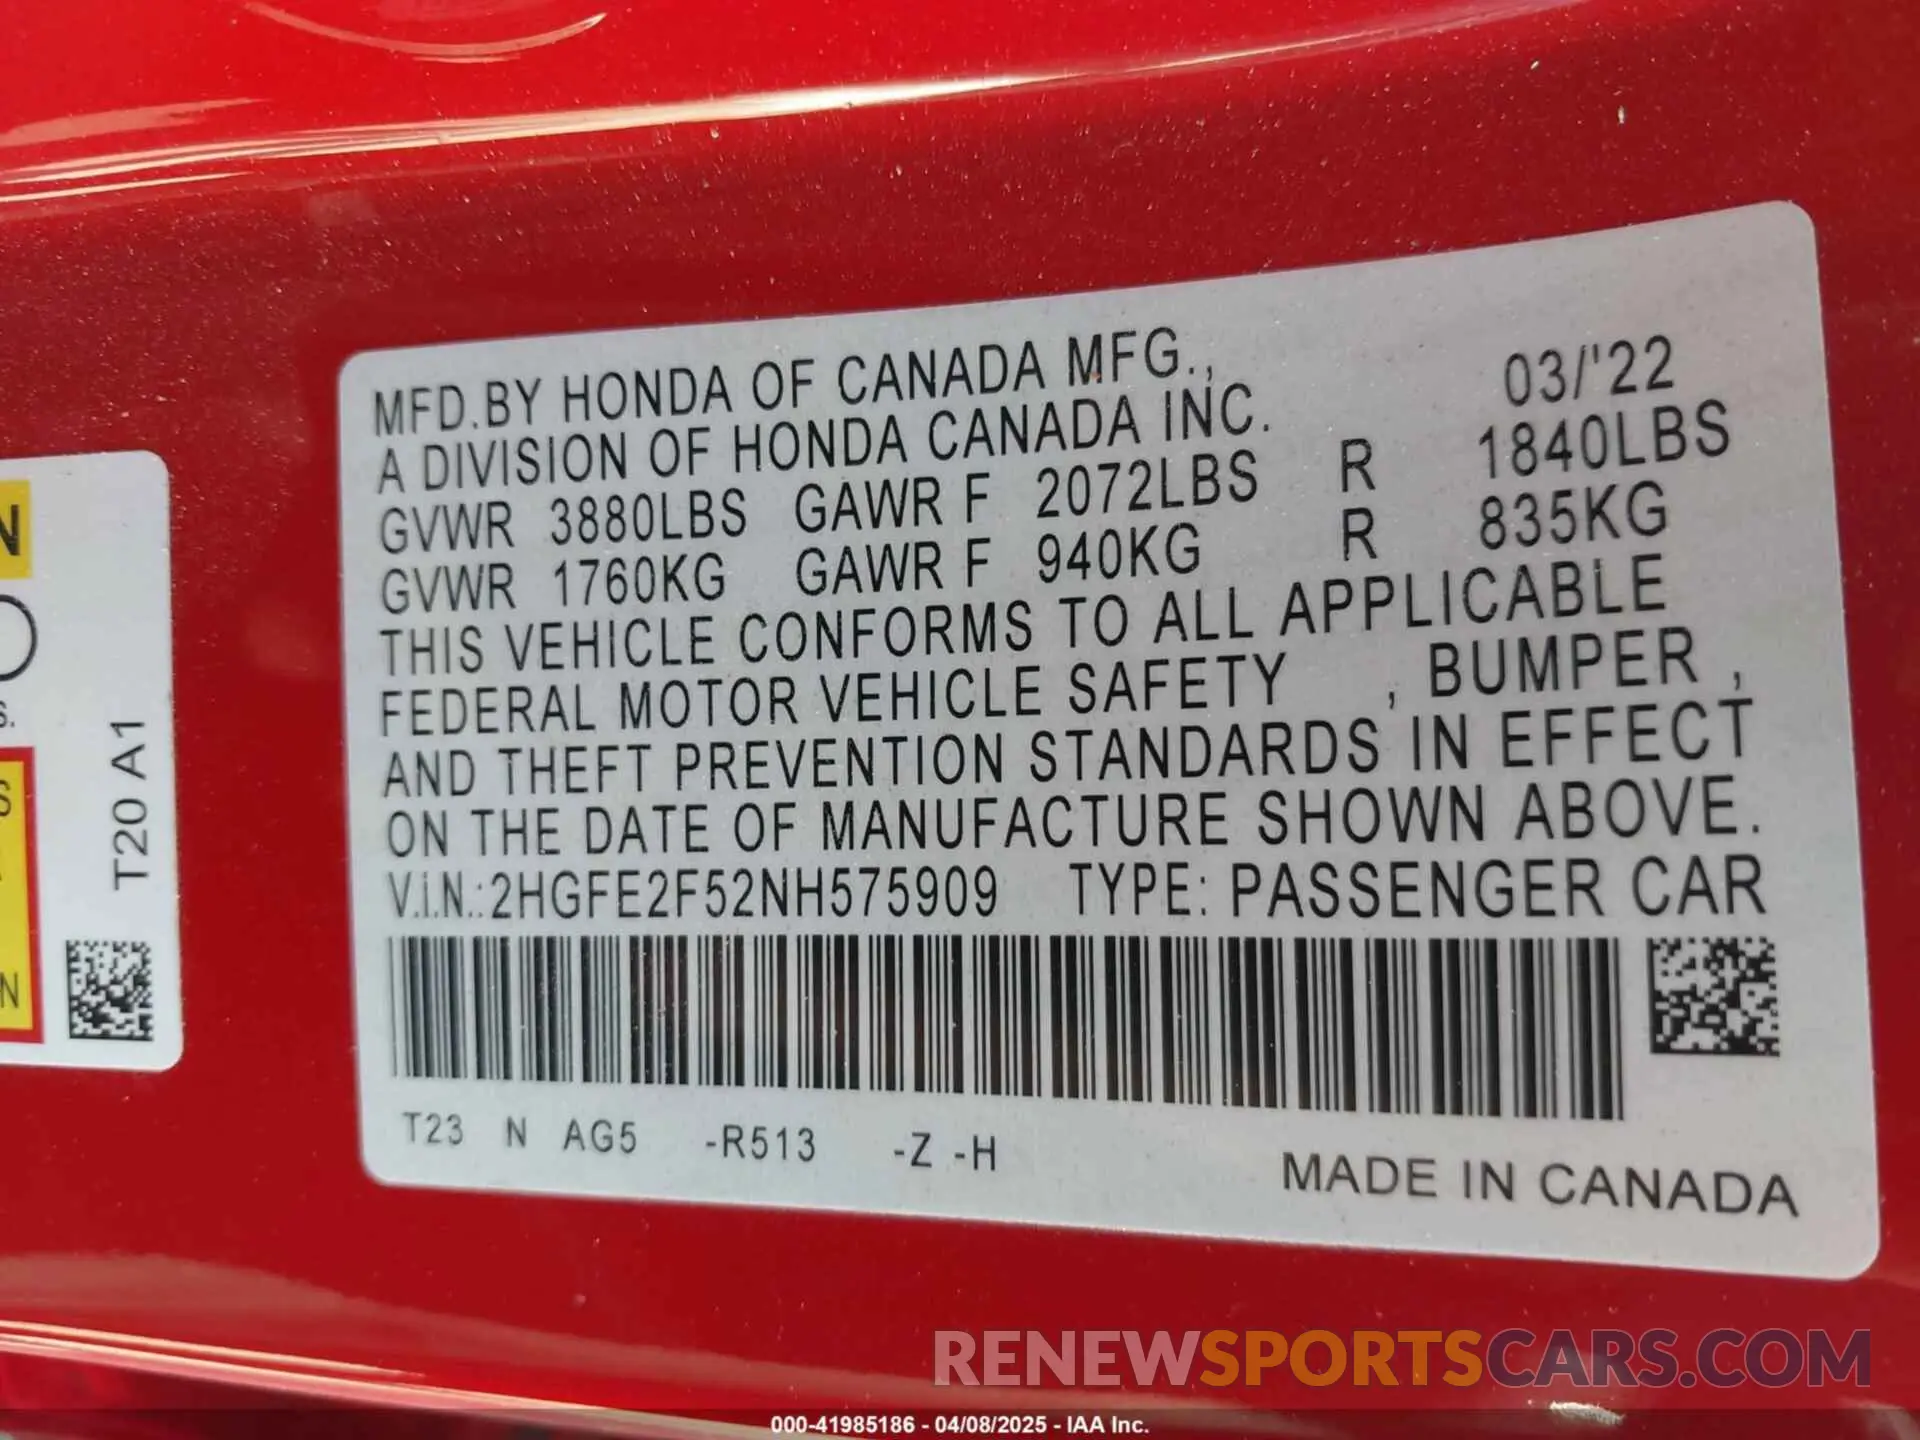 MFD.BY HONDA OF CANADA MFG., 03/'22
A DIVISION OF HONDA CANADA INC.
GVWR 3880LBS GAWR F 2072LBS R 1840LBS
GVWR 1760KG GAWR F 940KG R 835KG
THIS VEHICLE CONFORMS TO ALL APPLICABLE
FEDERAL MOTOR VEHICLE SAFETY , BUMPER ,
AND THEFT PREVENTION STANDARDS IN EFFECT
ON THE DATE OF MANUFACTURE SHOWN ABOVE.
V.I.N.:2HGFE2F52NH575909 TYPE: PASSENGER CAR
T23 N AG5 -R513 -Z -H
MADE IN CANADA
T20 A1
N
S.
S
N
RENEWSPORTSCARS.COM
000-41985186 - 04/08/2025 - IAA Inc.